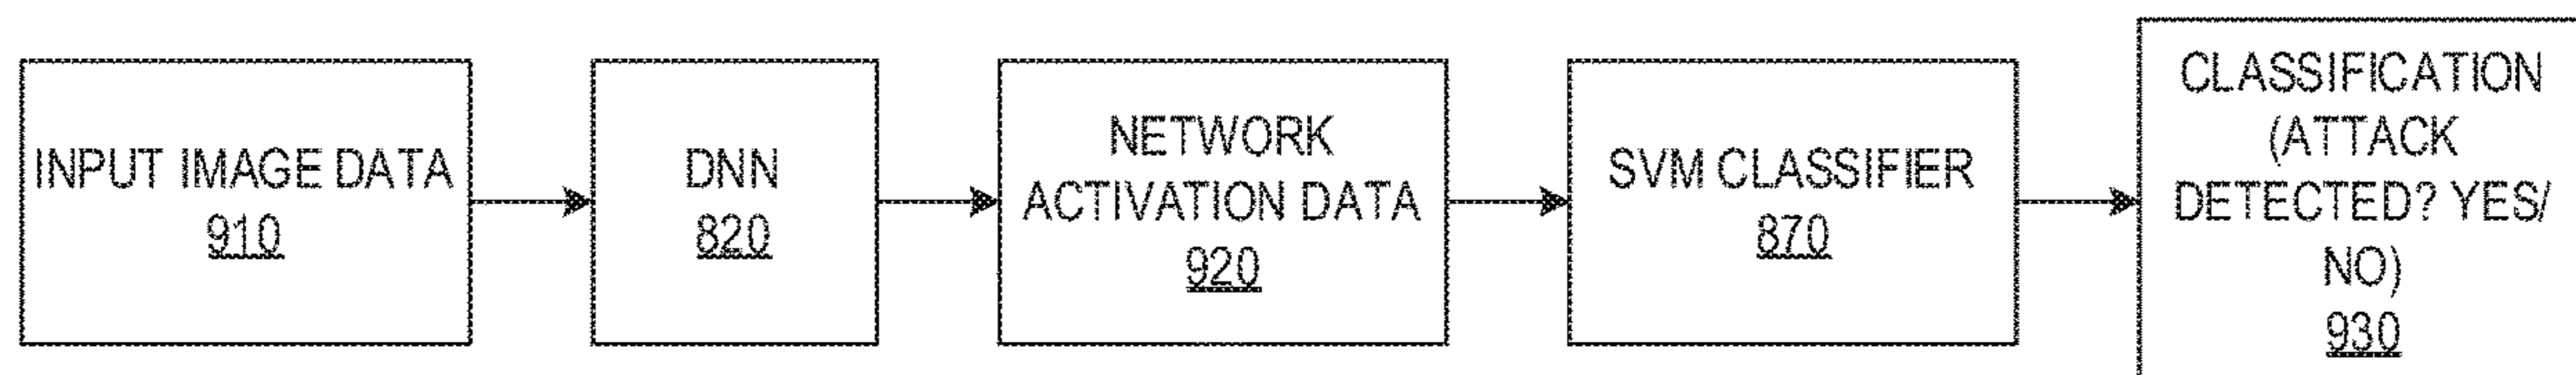 INPUT IMAGE DATA
910
DNN
820
NETWORK
ACTIVATION DATA
920
SVM CLASSIFIER
870
CLASSIFICATION
(ATTACK
DETECTED? YES/
NO)
930